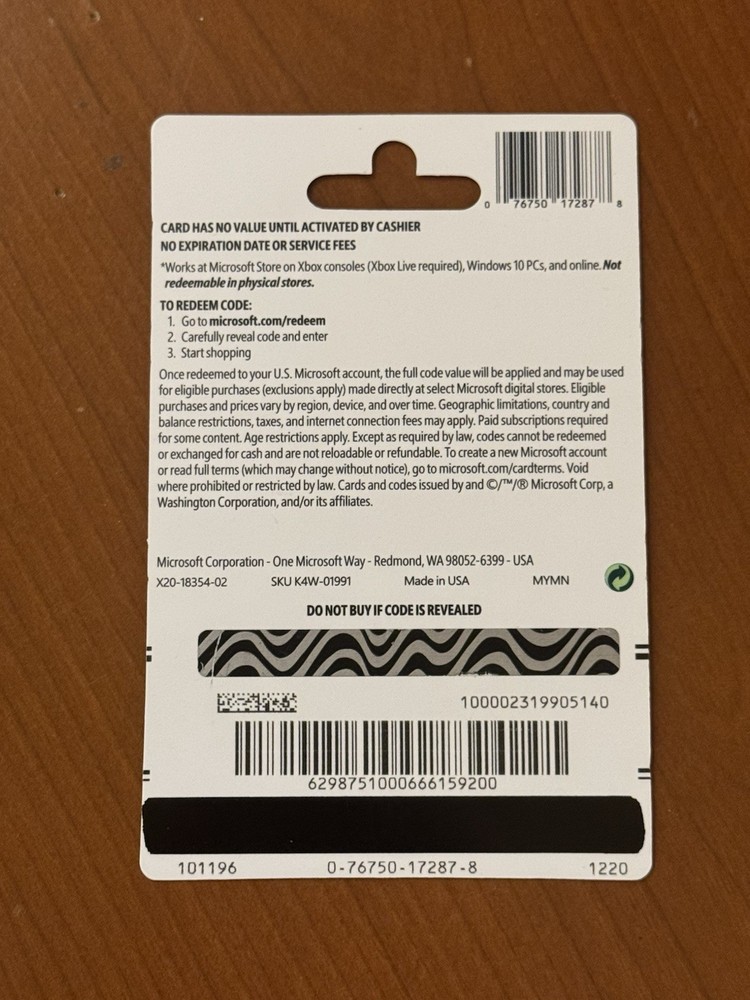 0 76750 17287 8
CARD HAS NO VALUE UNTIL ACTIVATED BY CASHIER
NO EXPIRATION DATE OR SERVICE FEES
*Works at Microsoft Store on Xbox consoles (Xbox Live required), Windows 10 PCs, and online. Not
redeemable in physical stores.
TO REDEEM CODE:
1. Go to microsoft.com/redeem
2. Carefully reveal code and enter
3. Start shopping
Once redeemed to your U.S. Microsoft account, the full code value will be applied and may be used
for eligible purchases (exclusions apply) made directly at select Microsoft digital stores. Eligible
purchases and prices vary by region, device, and over time. Geographic limitations, country and
balance restrictions, taxes, and internet connection fees may apply. Paid subscriptions required
for some content. Age restrictions apply. Except as required by law, codes cannot be redeemed
or exchanged for cash and are not reloadable or refundable. To create a new Microsoft account
or read full terms (which may change without notice), go to microsoft.com/cardterms. Void
where prohibited or restricted by law. Cards and codes issued by and ©/™/® Microsoft Corp, a
Washington Corporation, and/or its affiliates.
Microsoft Corporation - One Microsoft Way - Redmond, WA 98052-6399 - USA
X20-18354-02 SKU K4W-01991 Made in USA MYMN
DO NOT BUY IF CODE IS REVEALED
100002319905140
6298751000666159200
101196 0-76750-17287-8 1220